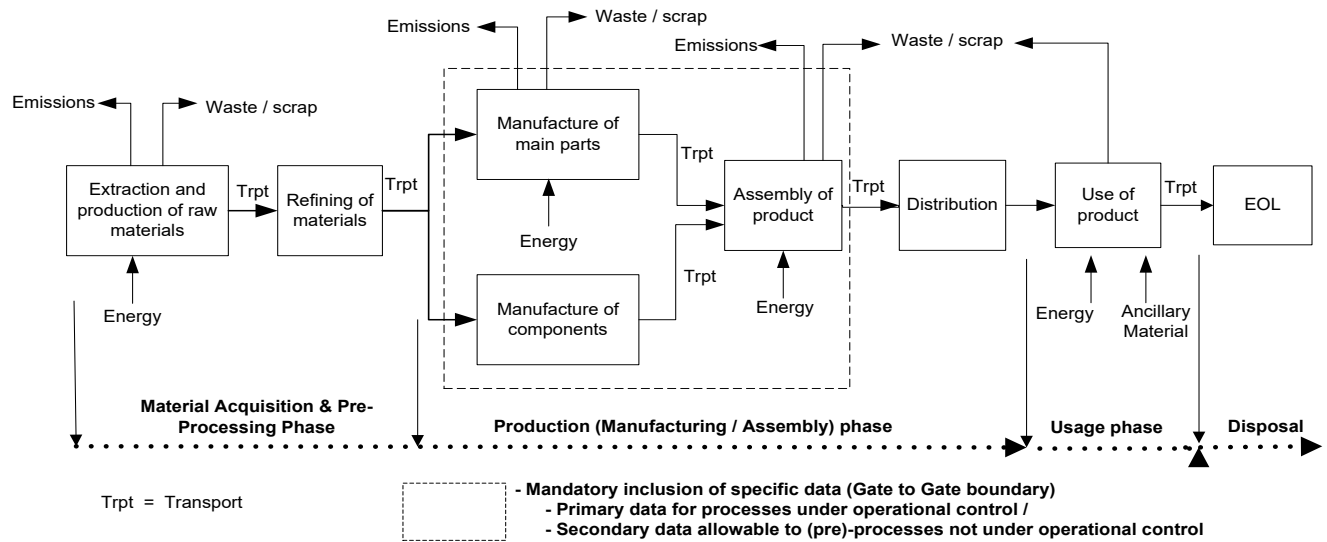 Emissions
Waste / scrap
Emissions
Waste / scrap
Emissions
Waste / scrap
Extraction and
production of raw
materials
Energy
Trpt
Refining of
materials
Trpt
Manufacture of
main parts
Energy
Manufacture of
components
Trpt
Trpt
Assembly of
product
Energy
Trpt
Distribution
Use of
product
Energy
Ancillary
Material
Trpt
EOL
Material Acquisition & Pre-
Processing Phase
Production (Manufacturing / Assembly) phase
Usage phase
Disposal
Trpt = Transport
- Mandatory inclusion of specific data (Gate to Gate boundary)
- Primary data for processes under operational control /
- Secondary data allowable to (pre)-processes not under operational control